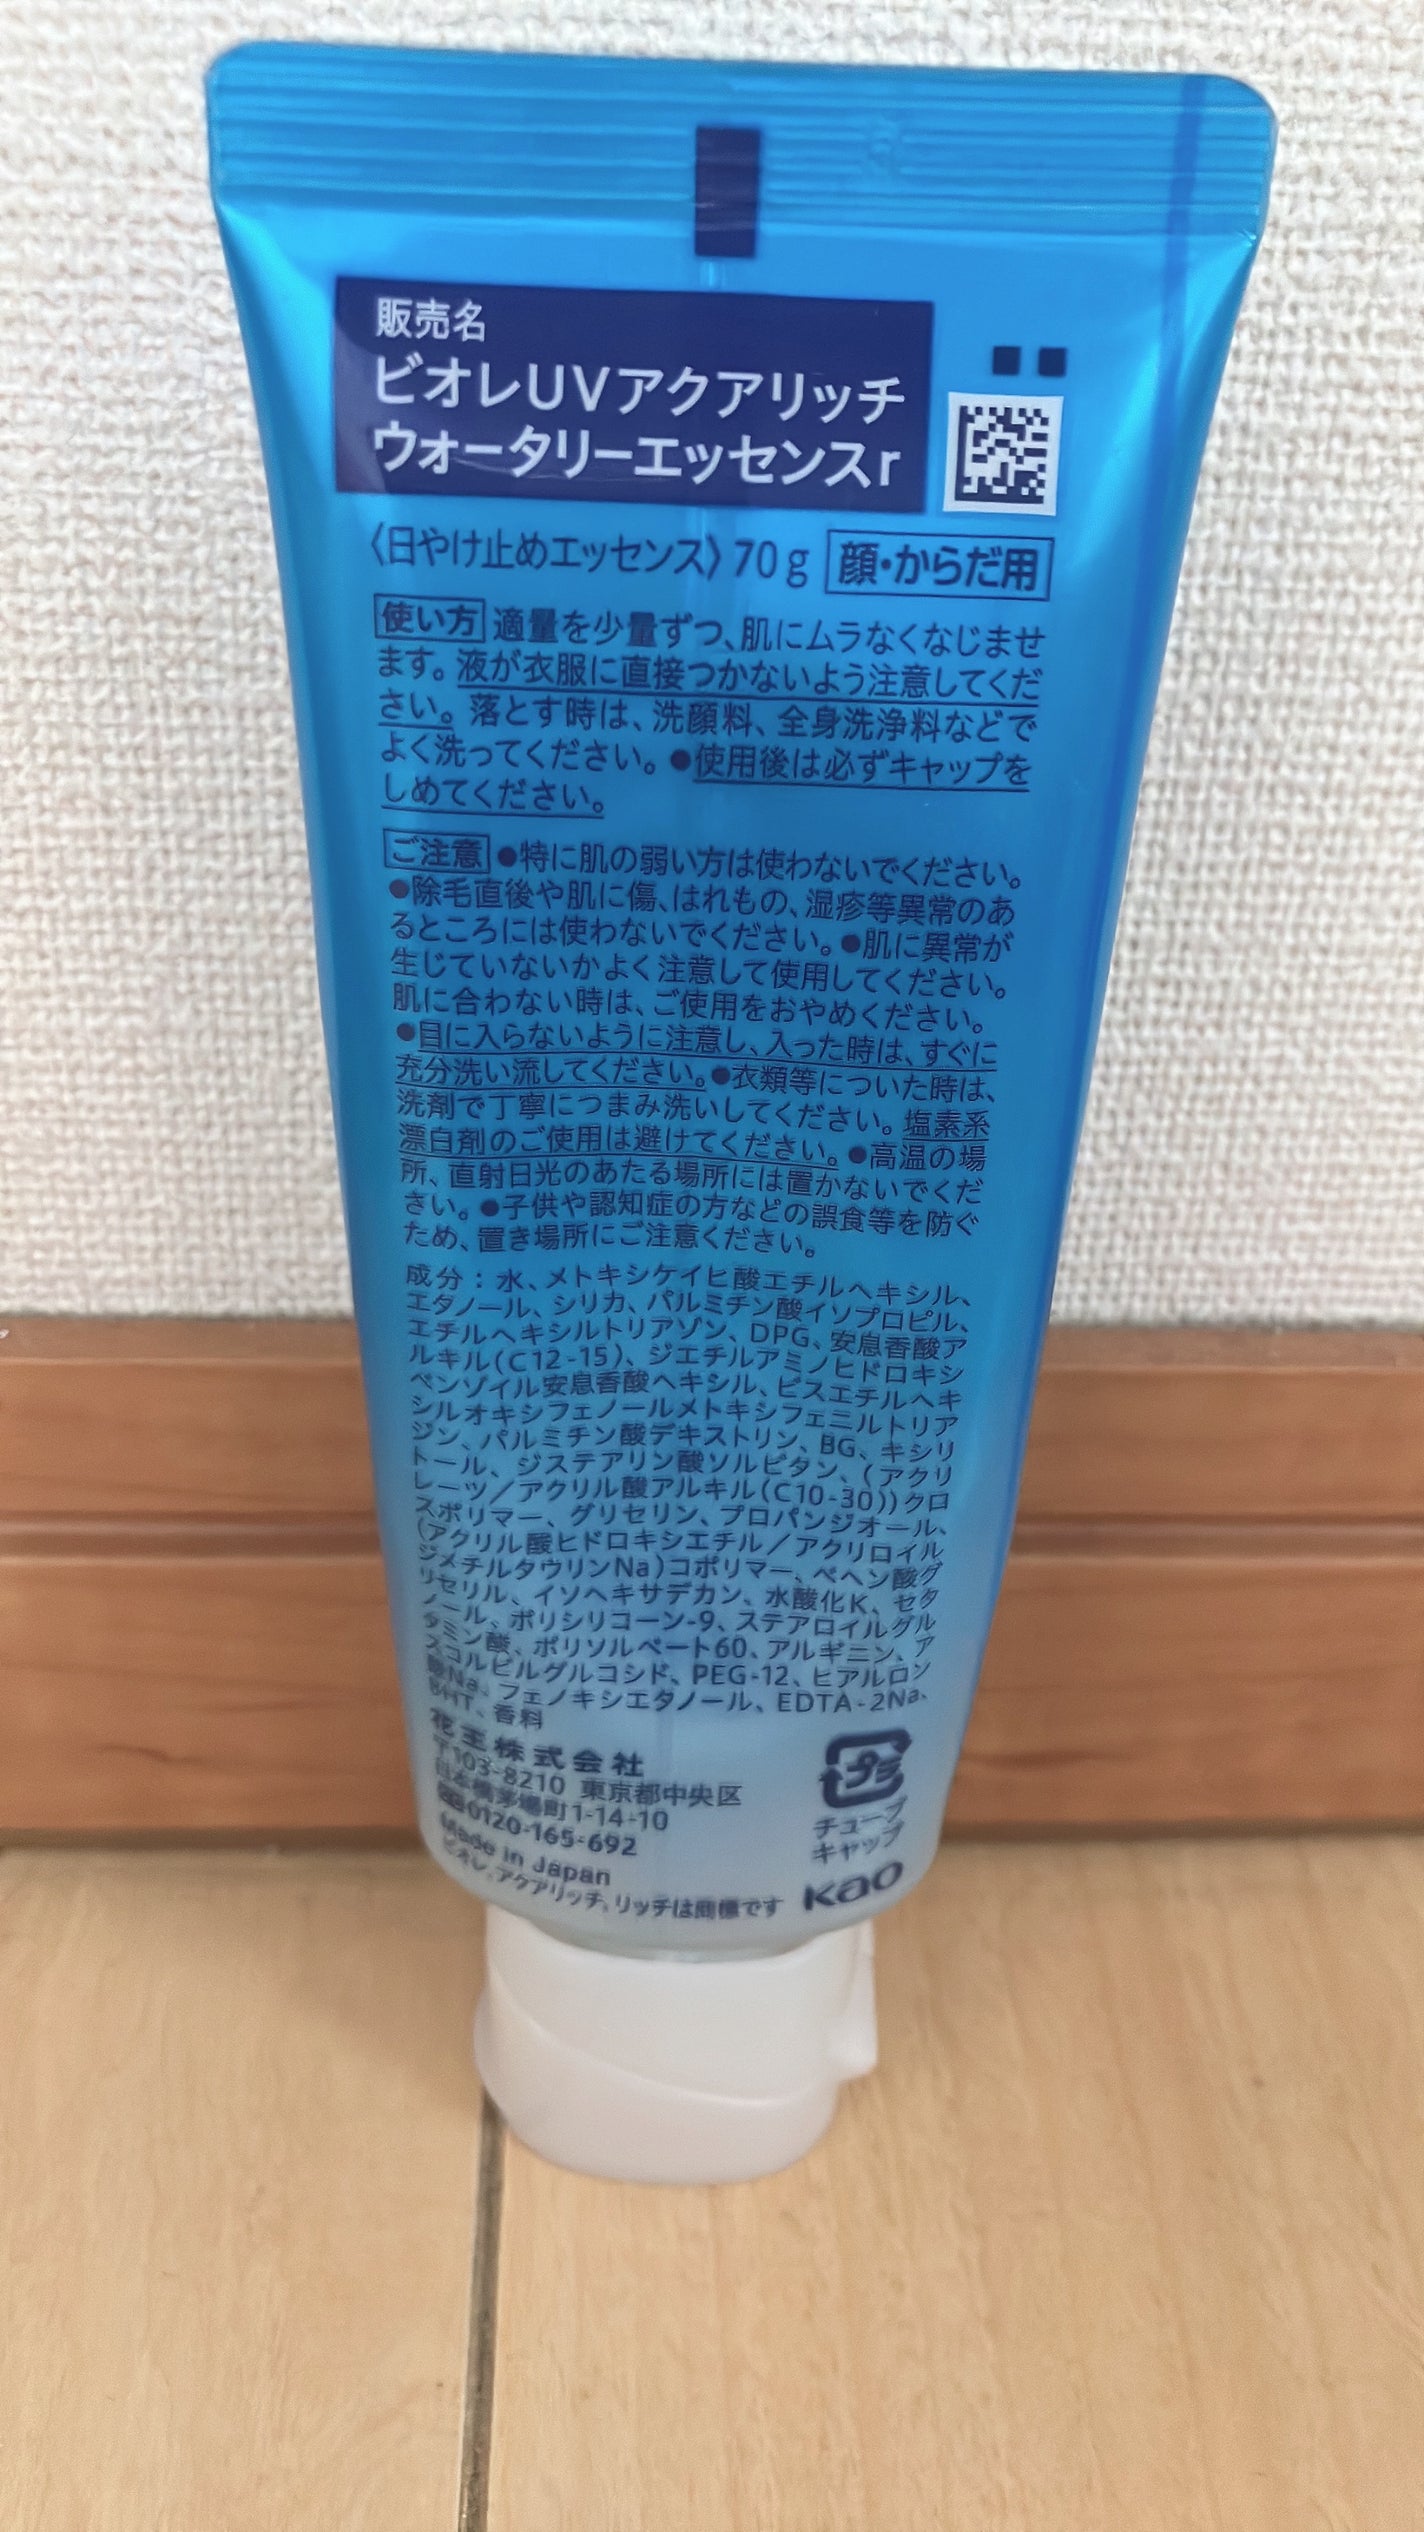 販売名
ビオレUVアクアリッチ
ウォータリーエッセンスr
〈日やけ止めエッセンス〉70g 顔・からだ用
使い方 適量を少量ずつ、肌にムラなくなじませ
ます。液が衣服に直接つかないよう注意してくだ
さい。落とす時は、洗顔料、全身洗浄料などで
よく洗ってください。●使用後は必ずキャップを
しめてください。
ご注意 ●特に肌の弱い方は使わないでください。
●除毛直後や肌に傷、はれもの、湿疹等異常のあ
るところには使わないでください。●肌に異常が
生じていないかよく注意して使用してください。
肌に合わない時は、ご使用をおやめください。
●目に入らないように注意し、入った時は、すぐに
充分洗い流してください。●衣類等についた時は、
洗剤で丁寧につまみ洗いしてください。塩素系
漂白剤のご使用は避けてください。●高温の場
所、直射日光のあたる場所には置かないでくだ
さい。●子供や認知症の方などの誤食等を防ぐ
ため、置き場所にご注意ください。
成分：水、メトキシケイヒ酸エチルヘキシル、
エタノール、シリカ、パルミチン酸イソプロピル、
エチルヘキシルトリアゾン、DPG、安息香酸ア
ルキル(C12-15)、ジエチルアミノヒドロキシ
ベンゾイル安息香酸ヘキシル、ビスエチルヘキ
シルオキシフェノールメトキシフェニルトリア
ジン、パルミチン酸デキストリン、BG、キシリ
トール、ジステアリン酸ソルビタン、(アクリ
レーツ／アクリル酸アルキル(C10-30))クロ
スポリマー、グリセリン、プロパンジオール、
(アクリル酸ヒドロキシエチル／アクリロイル
ジメチルタウリンNa)コポリマー、ベヘン酸グ
リセリル、イソヘキサデカン、水酸化K、セタ
ノール、ポリシリコーン-9、ステアロイルグル
タミン酸、ポリソルベート60、アルギニン、ア
スコルビルグルコシド、PEG-12、ヒアルロン
酸Na、フェノキシエタノール、EDTA-2Na、
BHT、香料
花王株式会社
〒103-8210 東京都中央区
日本橋茅場町1-14-10
0120-165-692
Made in Japan
ビオレ、アクアリッチ、リッチは商標です
プラ
チューブ
キャップ
Kao